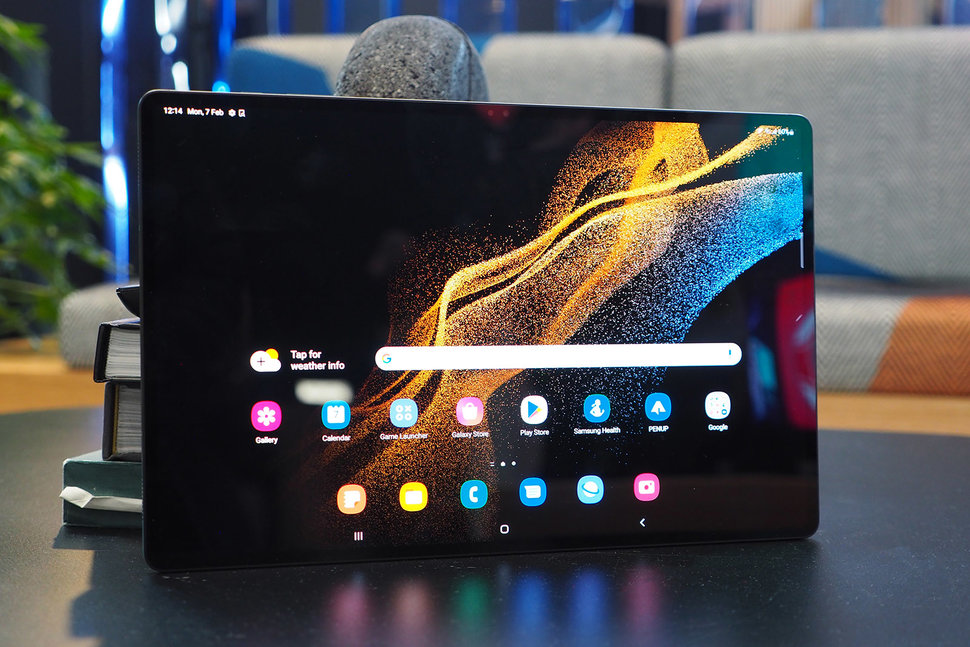 12:14 Mon, 7 Feb
Tap for
weather info
Gallery
Calendar
Game Launcher
Galaxy Store
Play Store
Samsung Health
PENUP
Google